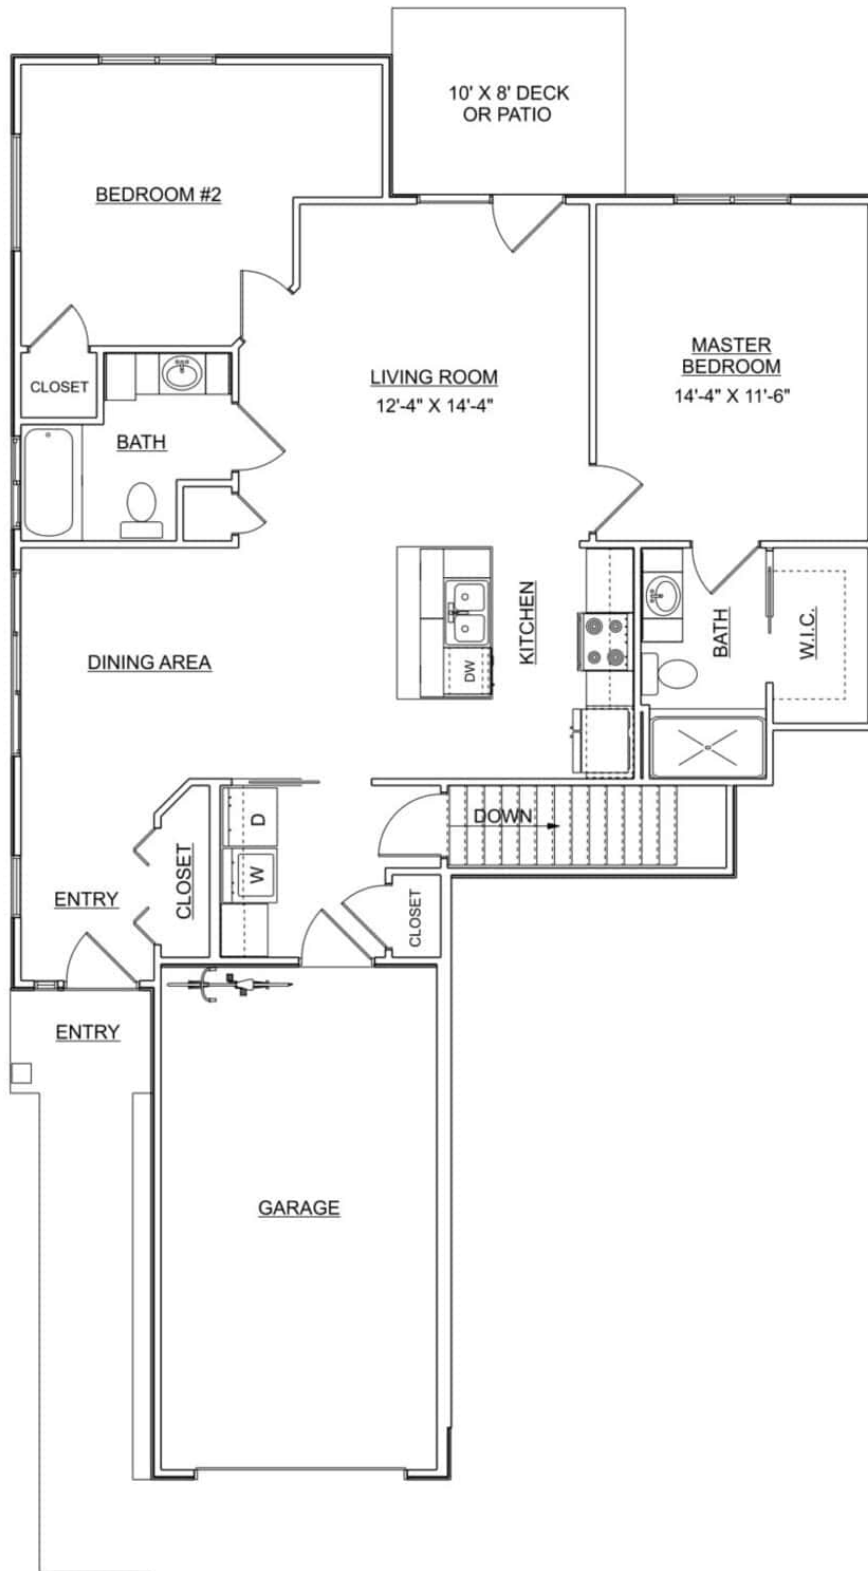 10' X 8' DECK
OR PATIO
BEDROOM #2
MASTER
BEDROOM
14'-4" X 11'-6"
LIVING ROOM
12'-4" X 14'-4"
CLOSET
BATH
KITCHEN
DW
BATH
W.I.C.
DINING AREA
D
W
DOWN
CLOSET
CLOSET
ENTRY
ENTRY
GARAGE